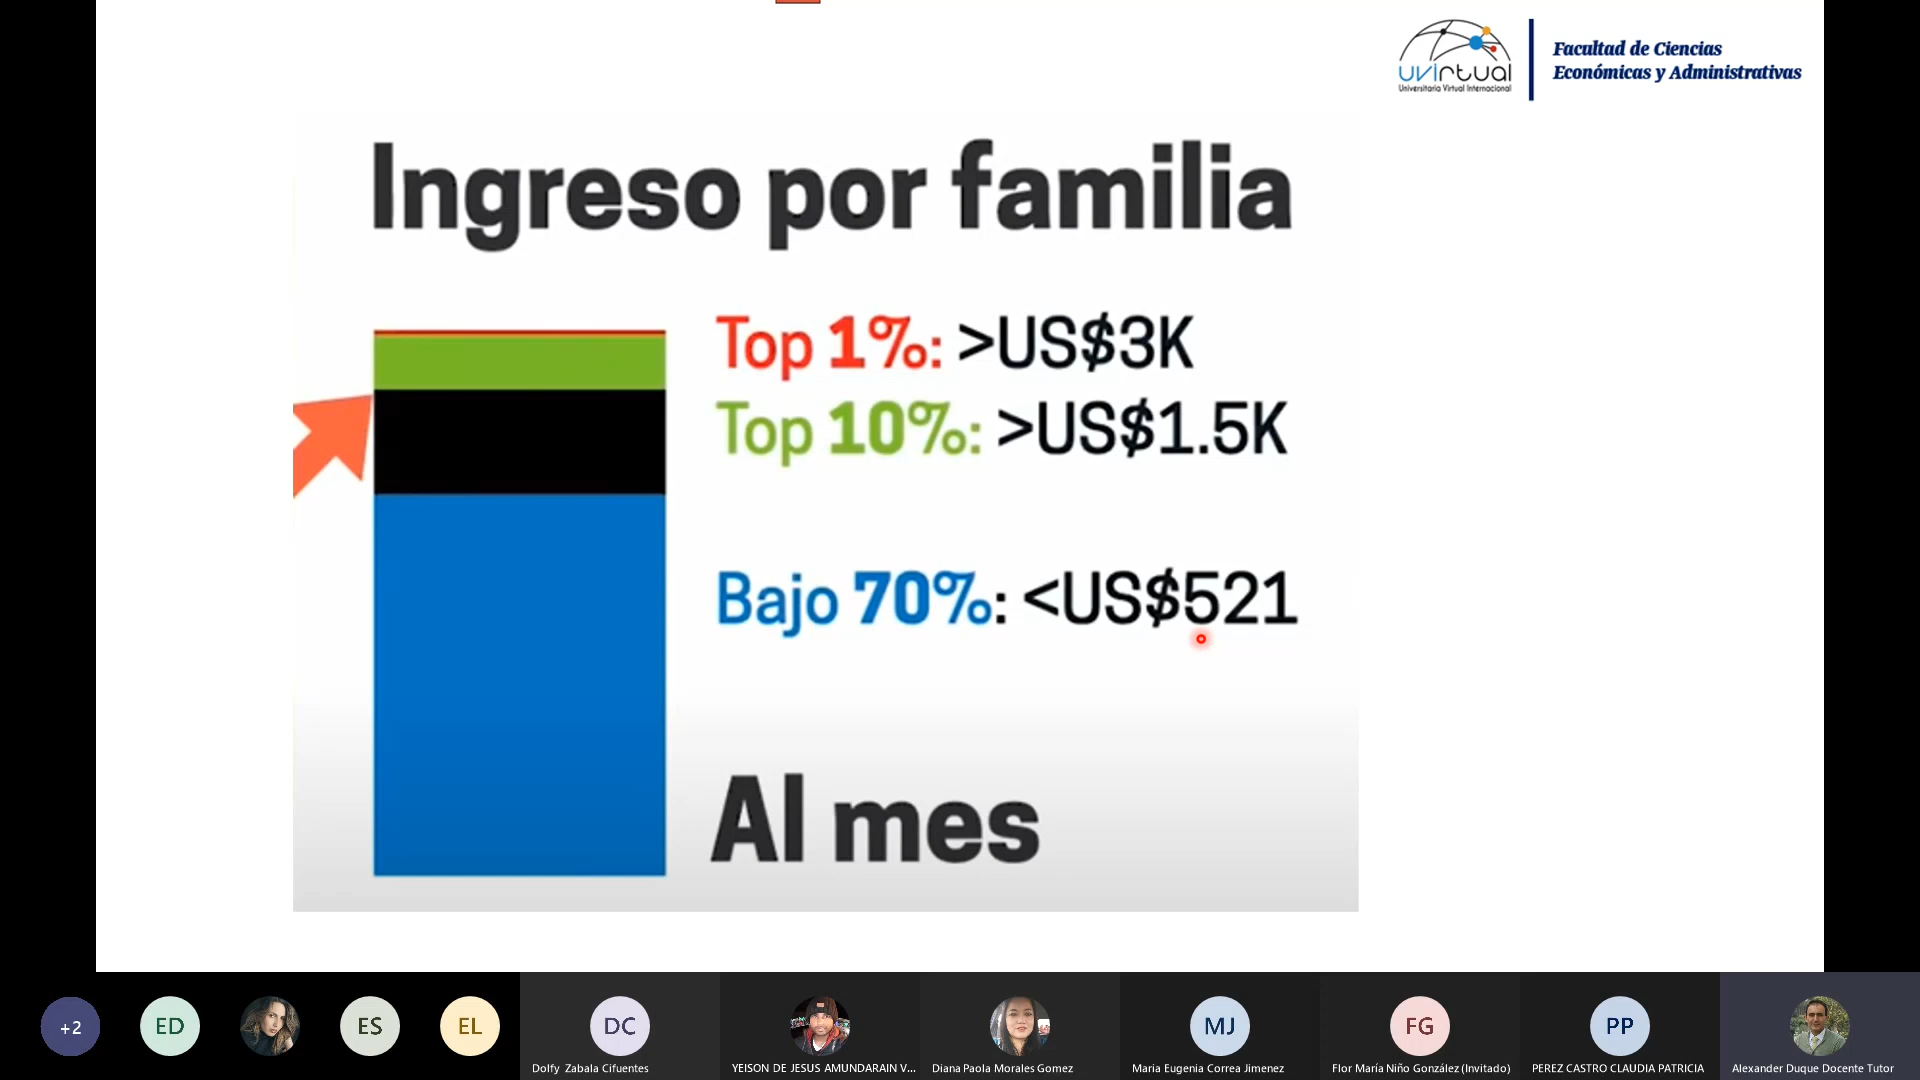 uvirtual
Universitaria Virtual Internacional
Facultad de Ciencias
Económicas y Administrativas
Ingreso por familia
Top 1%: >US$3K
Top 10%: >US$1.5K
Bajo 70%: <US$521
Al mes
+2
ED
ES
EL
DC
MJ
FG
PP
Dolfy Zabala Cifuentes
YEISON DE JESUS AMUNDARAIN V...
Diana Paola Morales Gomez
Maria Eugenia Correa Jimenez
Flor María Niño González (Invitado)
PEREZ CASTRO CLAUDIA PATRICIA
Alexander Duque Docente Tutor